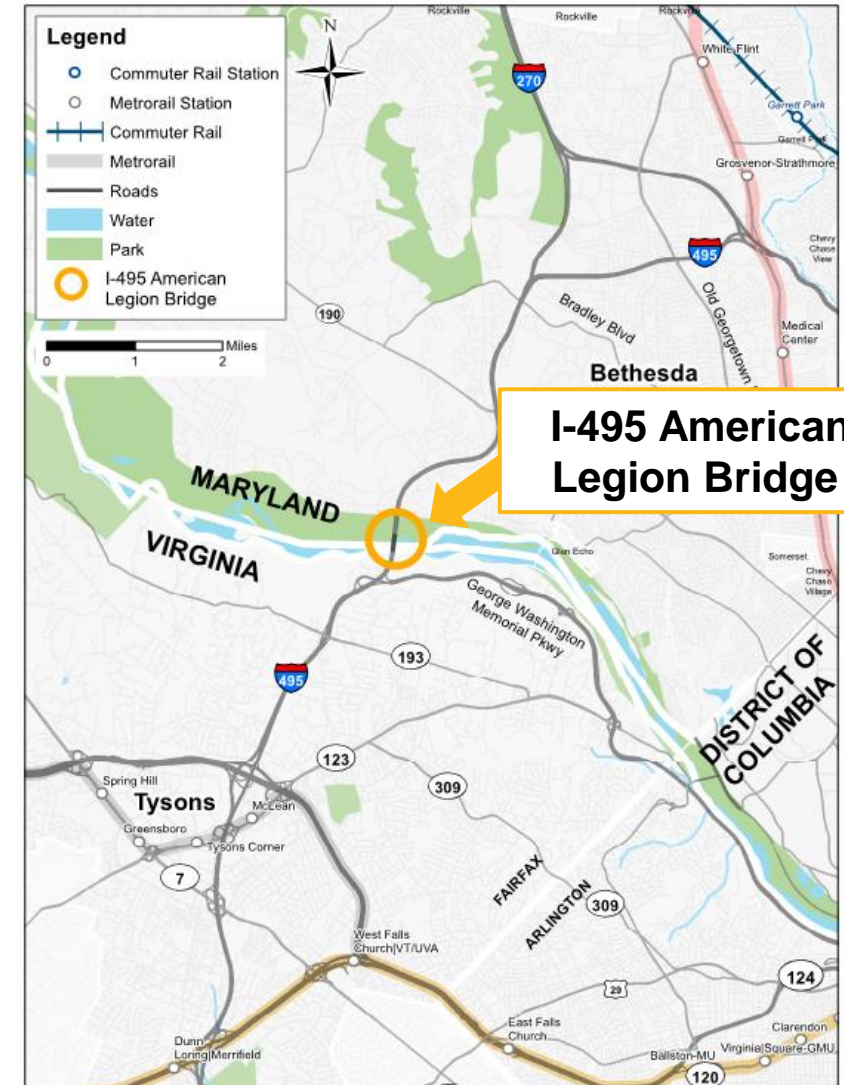 Legend
Commuter Rail Station
Metrorail Station
Commuter Rail
Metrorail
Roads
Water
Park
I-495 American
Legion Bridge
Miles
0 1 2
N
Rockville
Rockville
Rockville
270
White Flint
Garrett Park
Grosvenor-Strathmore
495
Chevy
Chase
View
190
Bradley Blvd
Old Georgetown
Medical
Center
Bethesda
I-495 American
Legion Bridge
MARYLAND
VIRGINIA
Glen Echo
Somerset
Chevy
Chase
Village
George Washington
Memorial Pkwy
193
495
DISTRICT OF
COLUMBIA
123
309
Spring Hill
Tysons
McLean
Greensboro
Tysons Corner
7
FAIRFAX
ARLINGTON
309
West Falls
Church|VT/UVA
29
124
East Falls
Church
Clarendon
Dunn
Loring|Merrifield
Ballston-MU
Virginia|Square-GMU
120